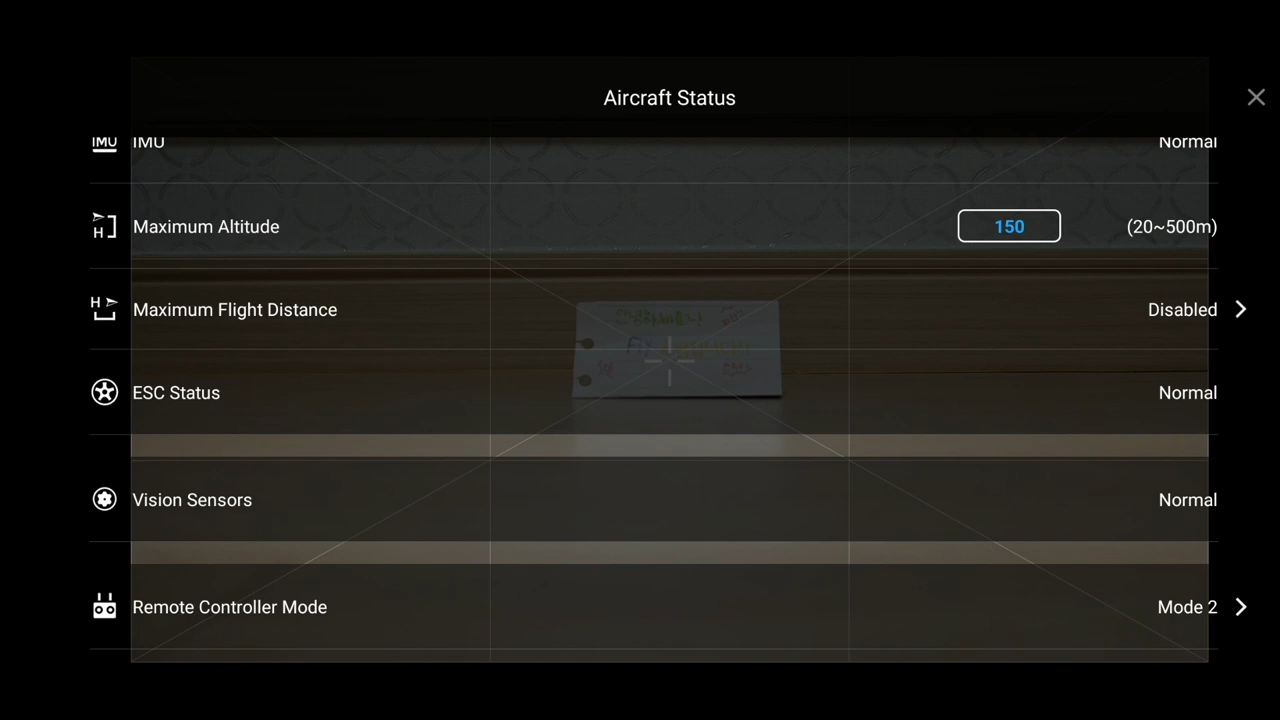 Aircraft Status
IMU IMU Normal
H Maximum Altitude 150 (20~500m)
H Maximum Flight Distance Disabled
ESC Status Normal
Vision Sensors Normal
Remote Controller Mode Mode 2